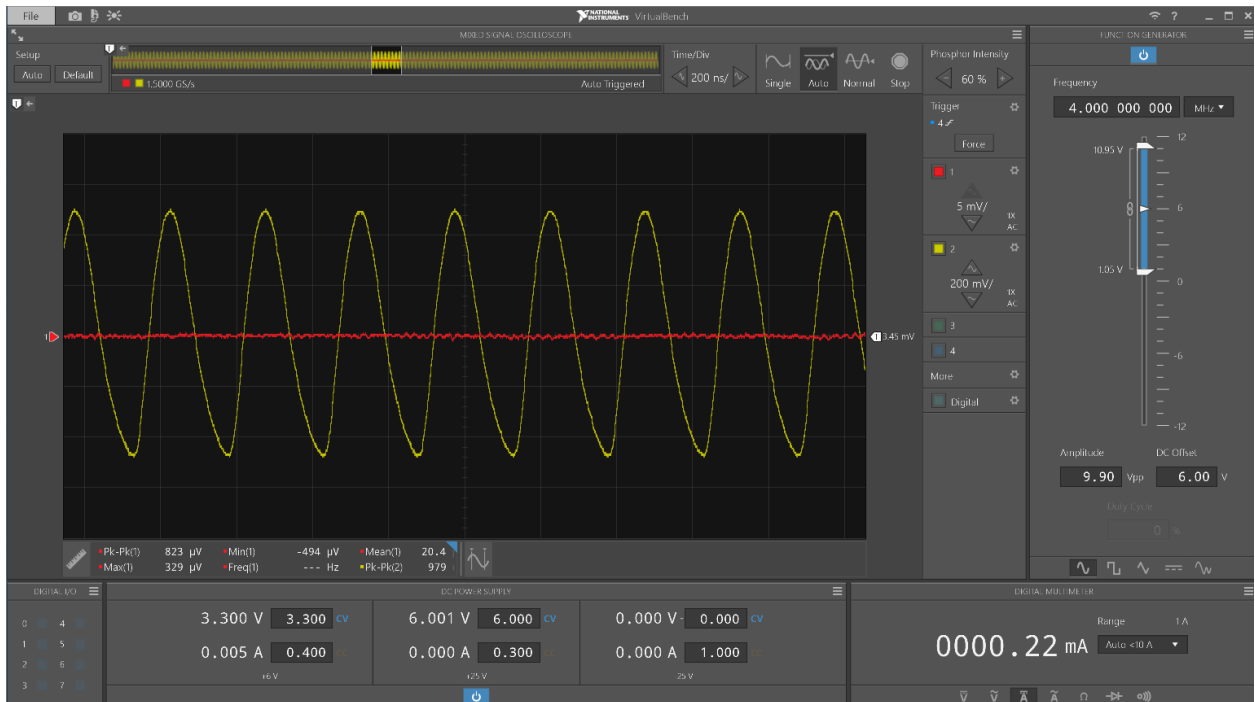 File
NATIONAL INSTRUMENTS VirtualBench
?
MIXED SIGNAL OSCILLOSCOPE
Setup
Auto Default
1.5000 GS/s
Auto Triggered
Time/Div
200 ns/
Single Auto Normal Stop
Phosphor Intensity
60 %
Trigger
4
Force
1
5 mV/
1X
AC
2
200 mV/
1X
AC
3
4
More
Digital
1
3.45 mV
Pk-Pk(1) 823 µV Min(1) -494 µV Mean(1) 20.4
Max(1) 329 µV Freq(1) --- Hz Pk-Pk(2) 979
FUNCTION GENERATOR
Frequency
4.000 000 000 MHz
12
10.95 V
6
1.05 V
0
-6
-12
Amplitude DC Offset
9.90 Vpp 6.00 V
Duty Cycle
0 %
DIGITAL I/O
0 4
1 5
2 6
3 7
DC POWER SUPPLY
3.300 V 3.300 CV 6.001 V 6.000 CV 0.000 V- 0.000 CV
0.005 A 0.400 CC 0.000 A 0.300 CC 0.000 A 1.000 CC
+6 V +25 V -25 V
DIGITAL MULTIMETER
Range 1 A
0000.22 mA Auto <10 A
V V A A Ω